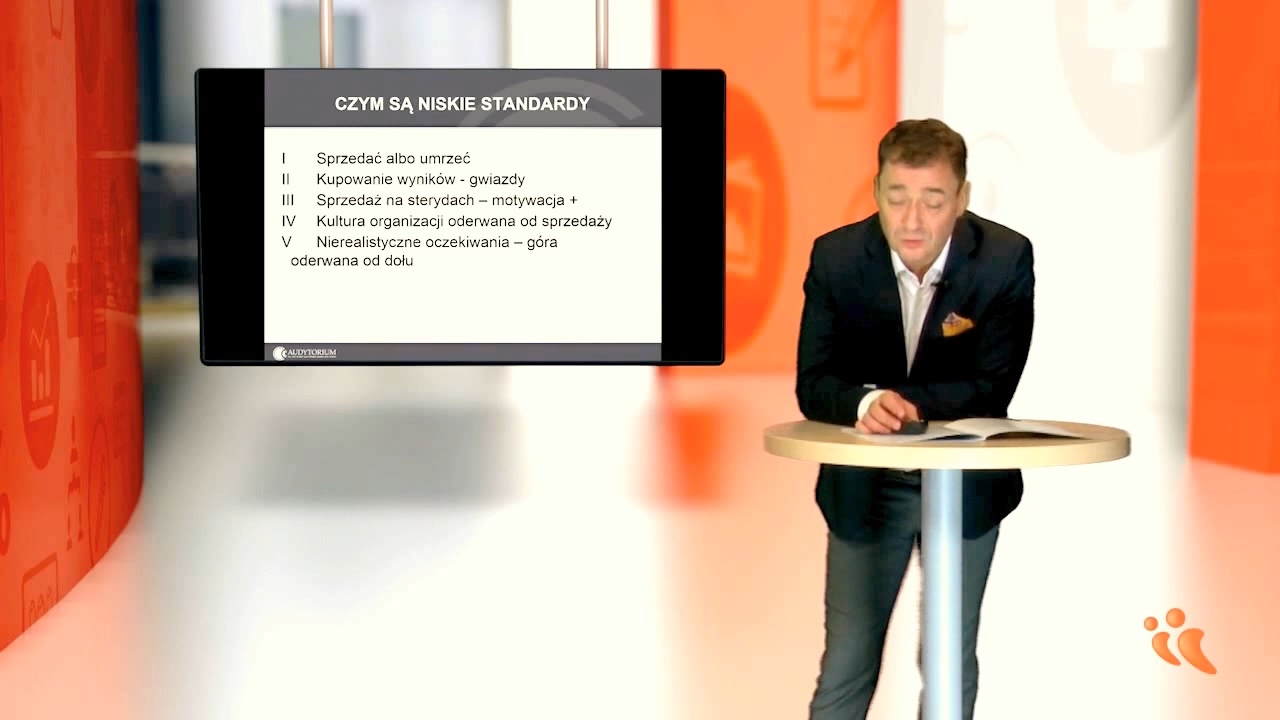 CZYM SĄ NISKIE STANDARDY
I Sprzedać albo umrzeć
II Kupowanie wyników - gwiazdy
III Sprzedaż na sterydach – motywacja +
IV Kultura organizacji oderwana od sprzedaży
V Nierealistyczne oczekiwania – góra
oderwana od dołu
AUDYTORIUM